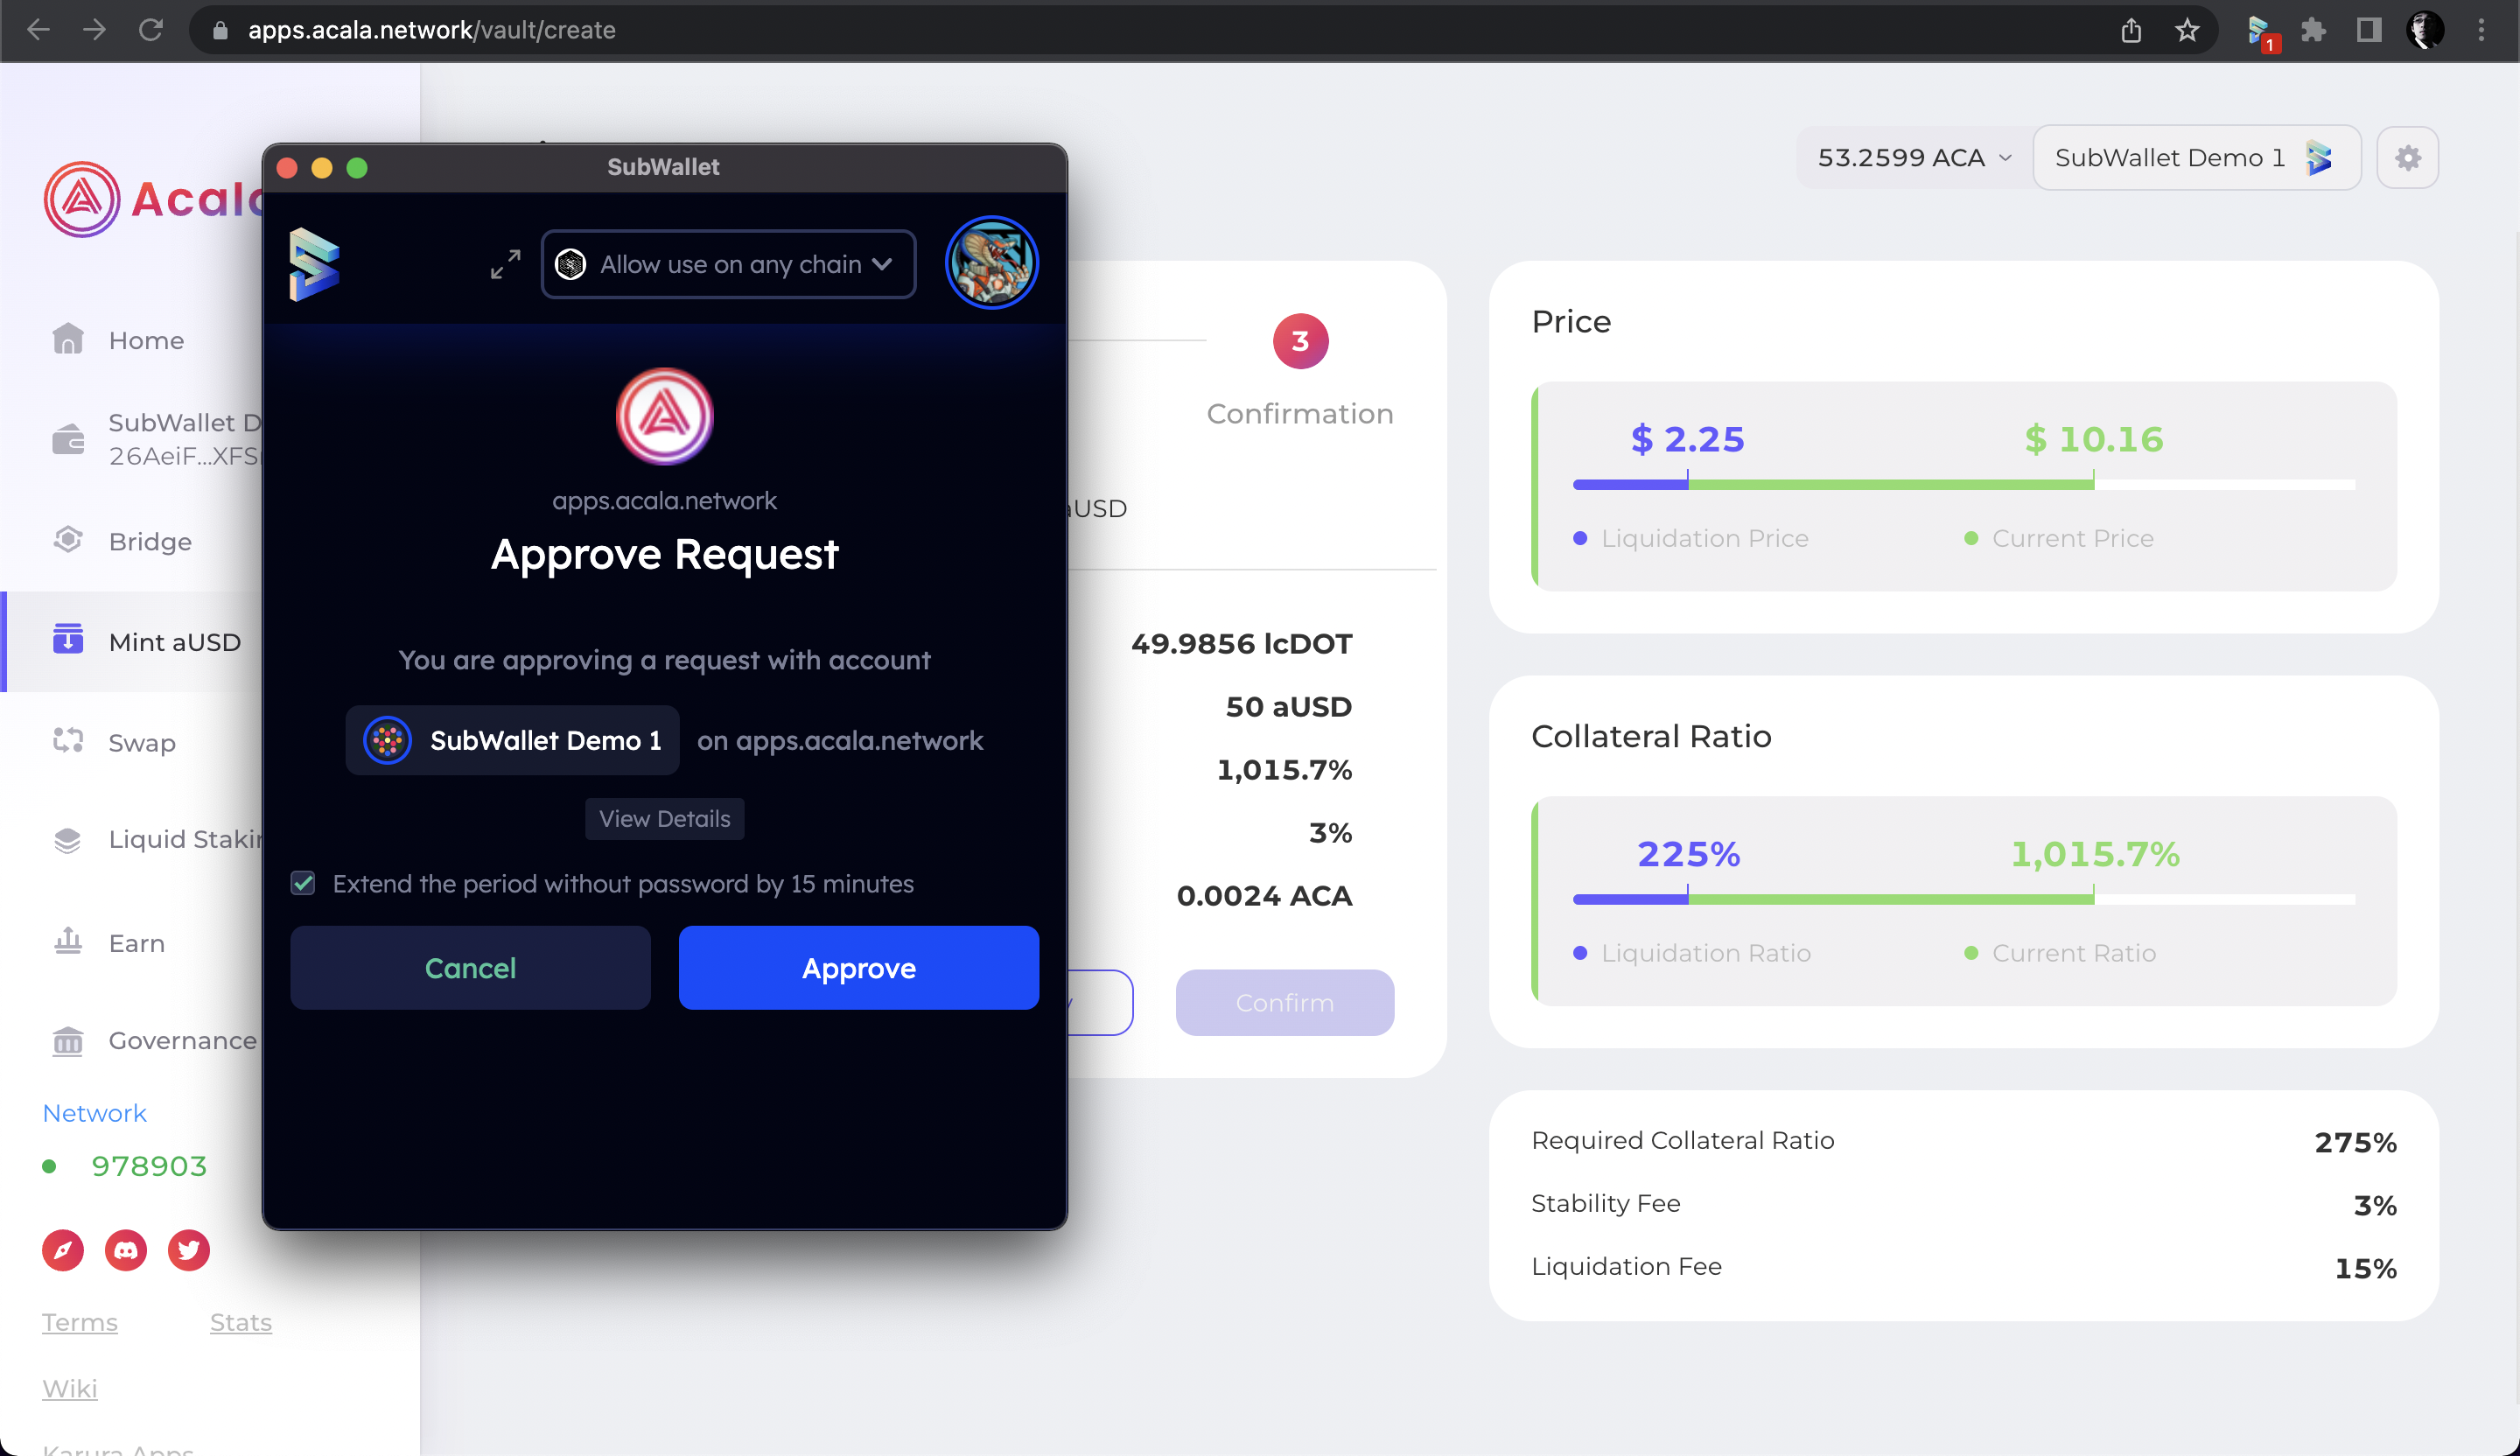 apps.acala.network/vault/create
1
53.2599 ACA
SubWallet Demo 1
Home
26AeiF...XFS
Bridge
Mint aUSD
Swap
Liquid
Earn
Governance
Network
978903
Terms
Stats
Wiki
Karura Apps
SubWallet
Allow use on any chain
apps.acala.network
Approve Request
You are approving a request with account
SubWallet Demo 1 on apps.acala.network
View Details
Extend the period without password by 15 minutes
Cancel
Approve
3
Confirmation
aUSD
49.9856 lcDOT
50 aUSD
1,015.7%
3%
0.0024 ACA
Confirm
Price
$ 2.25
$ 10.16
Liquidation Price
Current Price
Collateral Ratio
225%
1,015.7%
Liquidation Ratio
Current Ratio
Required Collateral Ratio
275%
Stability Fee
3%
Liquidation Fee
15%